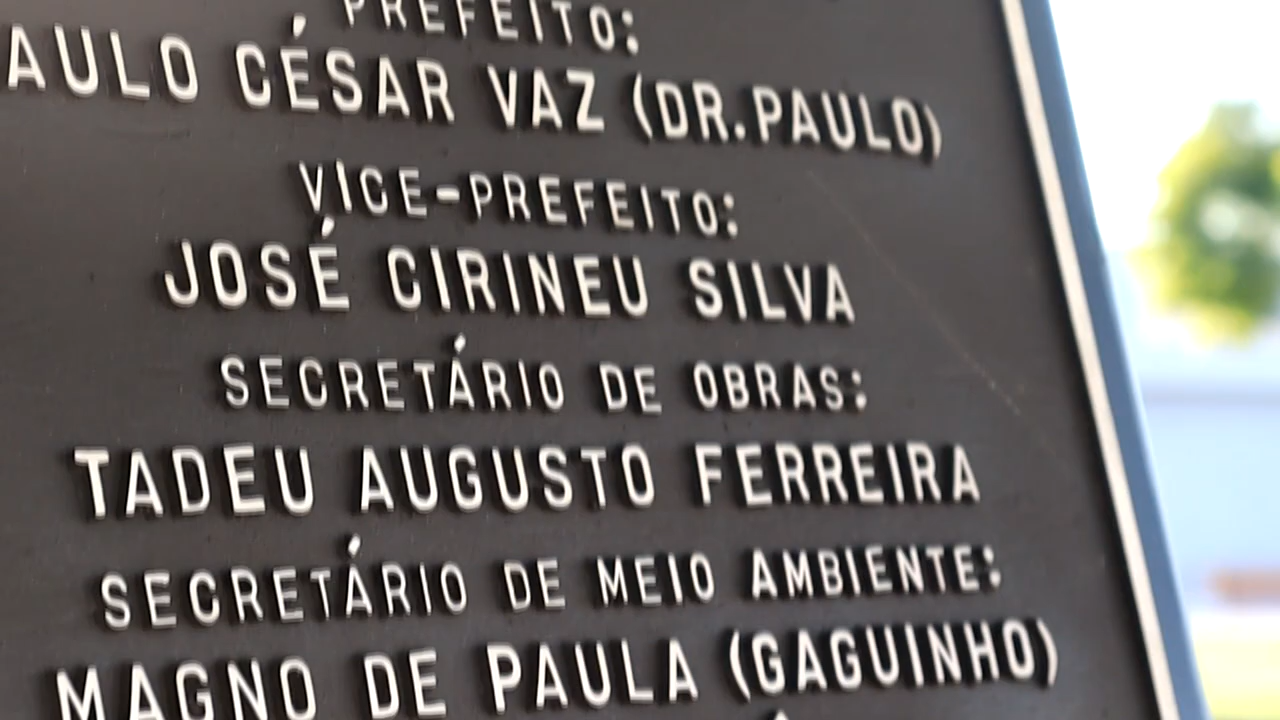 PREFEITO:
PAULO CÉSAR VAZ (DR.PAULO)
VICE-PREFEITO:
JOSÉ CIRINEU SILVA
SECRETÁRIO DE OBRAS:
TADEU AUGUSTO FERREIRA
SECRETÁRIO DE MEIO AMBIENTE:
MAGNO DE PAULA (GAGUINHO)